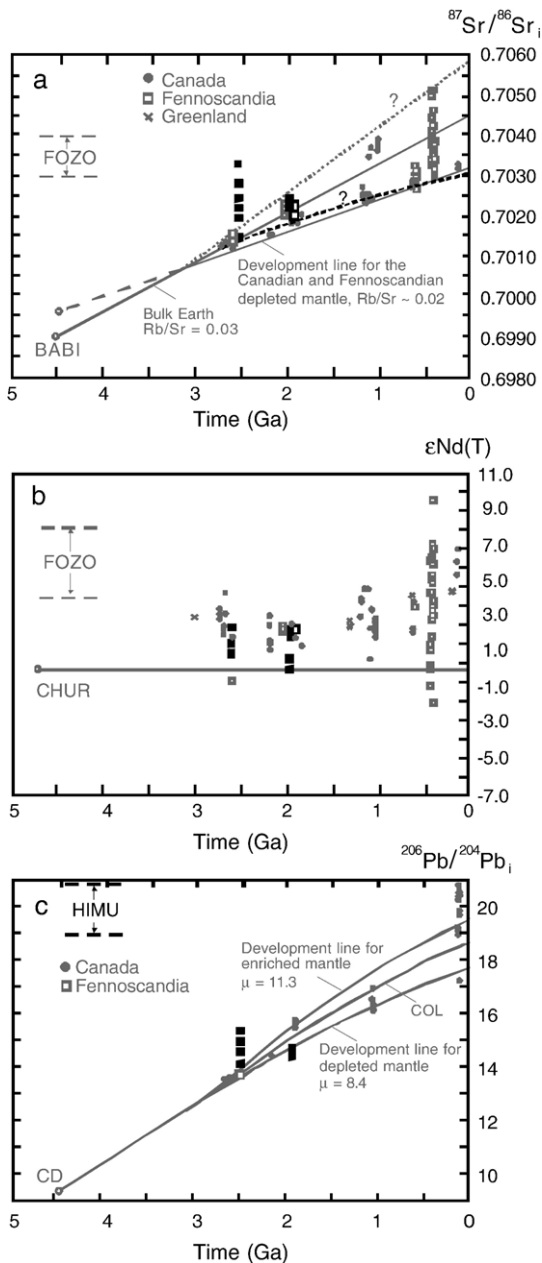 ⁸⁷Sr/⁸⁶Srᵢ
a
Canada
Fennoscandia
Greenland
FOZO
?
?
Development line for the
Canadian and Fennoscandian
depleted mantle, Rb/Sr ~ 0.02
Bulk Earth
Rb/Sr = 0.03
BABI
0.7060
0.7050
0.7040
0.7030
0.7020
0.7010
0.7000
0.6990
0.6980
5 4 3 2 1 0
Time (Ga)
εNd(T)
b
FOZO
CHUR
11.0
9.0
7.0
5.0
3.0
1.0
-1.0
-3.0
-5.0
-7.0
5 4 3 2 1 0
Time (Ga)
²⁰⁶Pb/²⁰⁴Pbᵢ
c
HIMU
Canada
Fennoscandia
Development line for
enriched mantle
μ = 11.3
COL
Development line for
depleted mantle
μ = 8.4
CD
20
18
16
14
12
10
5 4 3 2 1 0
Time (Ga)